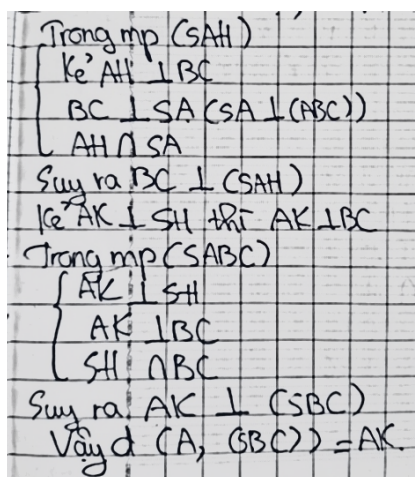 Trong mp (SAH)
Kẻ AH ⊥ BC
BC ⊥ SA (SA ⊥ (ABC))
AH ∩ SA
Suy ra BC ⊥ (SAH)
Kẻ AK ⊥ SH thì AK ⊥ BC
Trong mp (SABC)
AK ⊥ SH
AK ⊥ BC
SH ∩ BC
Suy ra AK ⊥ (SBC)
Vậy d (A, (SBC)) = AK.